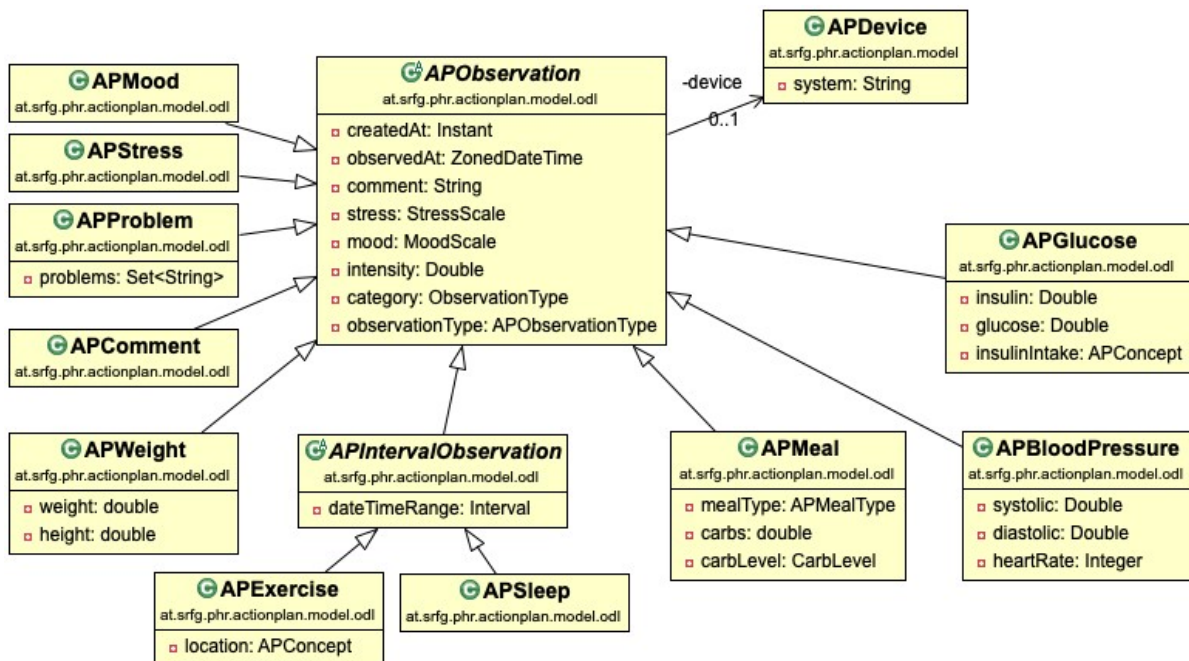 APMood
at.srfg.phr.actionplan.model.odl
APStress
at.srfg.phr.actionplan.model.odl
APProblem
at.srfg.phr.actionplan.model.odl
problems: Set<String>
APComment
at.srfg.phr.actionplan.model.odl
APWeight
at.srfg.phr.actionplan.model.odl
weight: double
height: double
APObservation
at.srfg.phr.actionplan.model.odl
createdAt: Instant
observedAt: ZonedDateTime
comment: String
stress: StressScale
mood: MoodScale
intensity: Double
category: ObservationType
observationType: APObservationType
-device
0..1
APDevice
at.srfg.phr.actionplan.model
system: String
APIntervalObservation
at.srfg.phr.actionplan.model.odl
dateTimeRange: Interval
APExercise
at.srfg.phr.actionplan.model.odl
location: APConcept
APSleep
at.srfg.phr.actionplan.model.odl
APMeal
at.srfg.phr.actionplan.model.odl
mealType: APMealType
carbs: double
carbLevel: CarbLevel
APGlucose
at.srfg.phr.actionplan.model.odl
insulin: Double
glucose: Double
insulinIntake: APConcept
APBloodPressure
at.srfg.phr.actionplan.model.odl
systolic: Double
diastolic: Double
heartRate: Integer